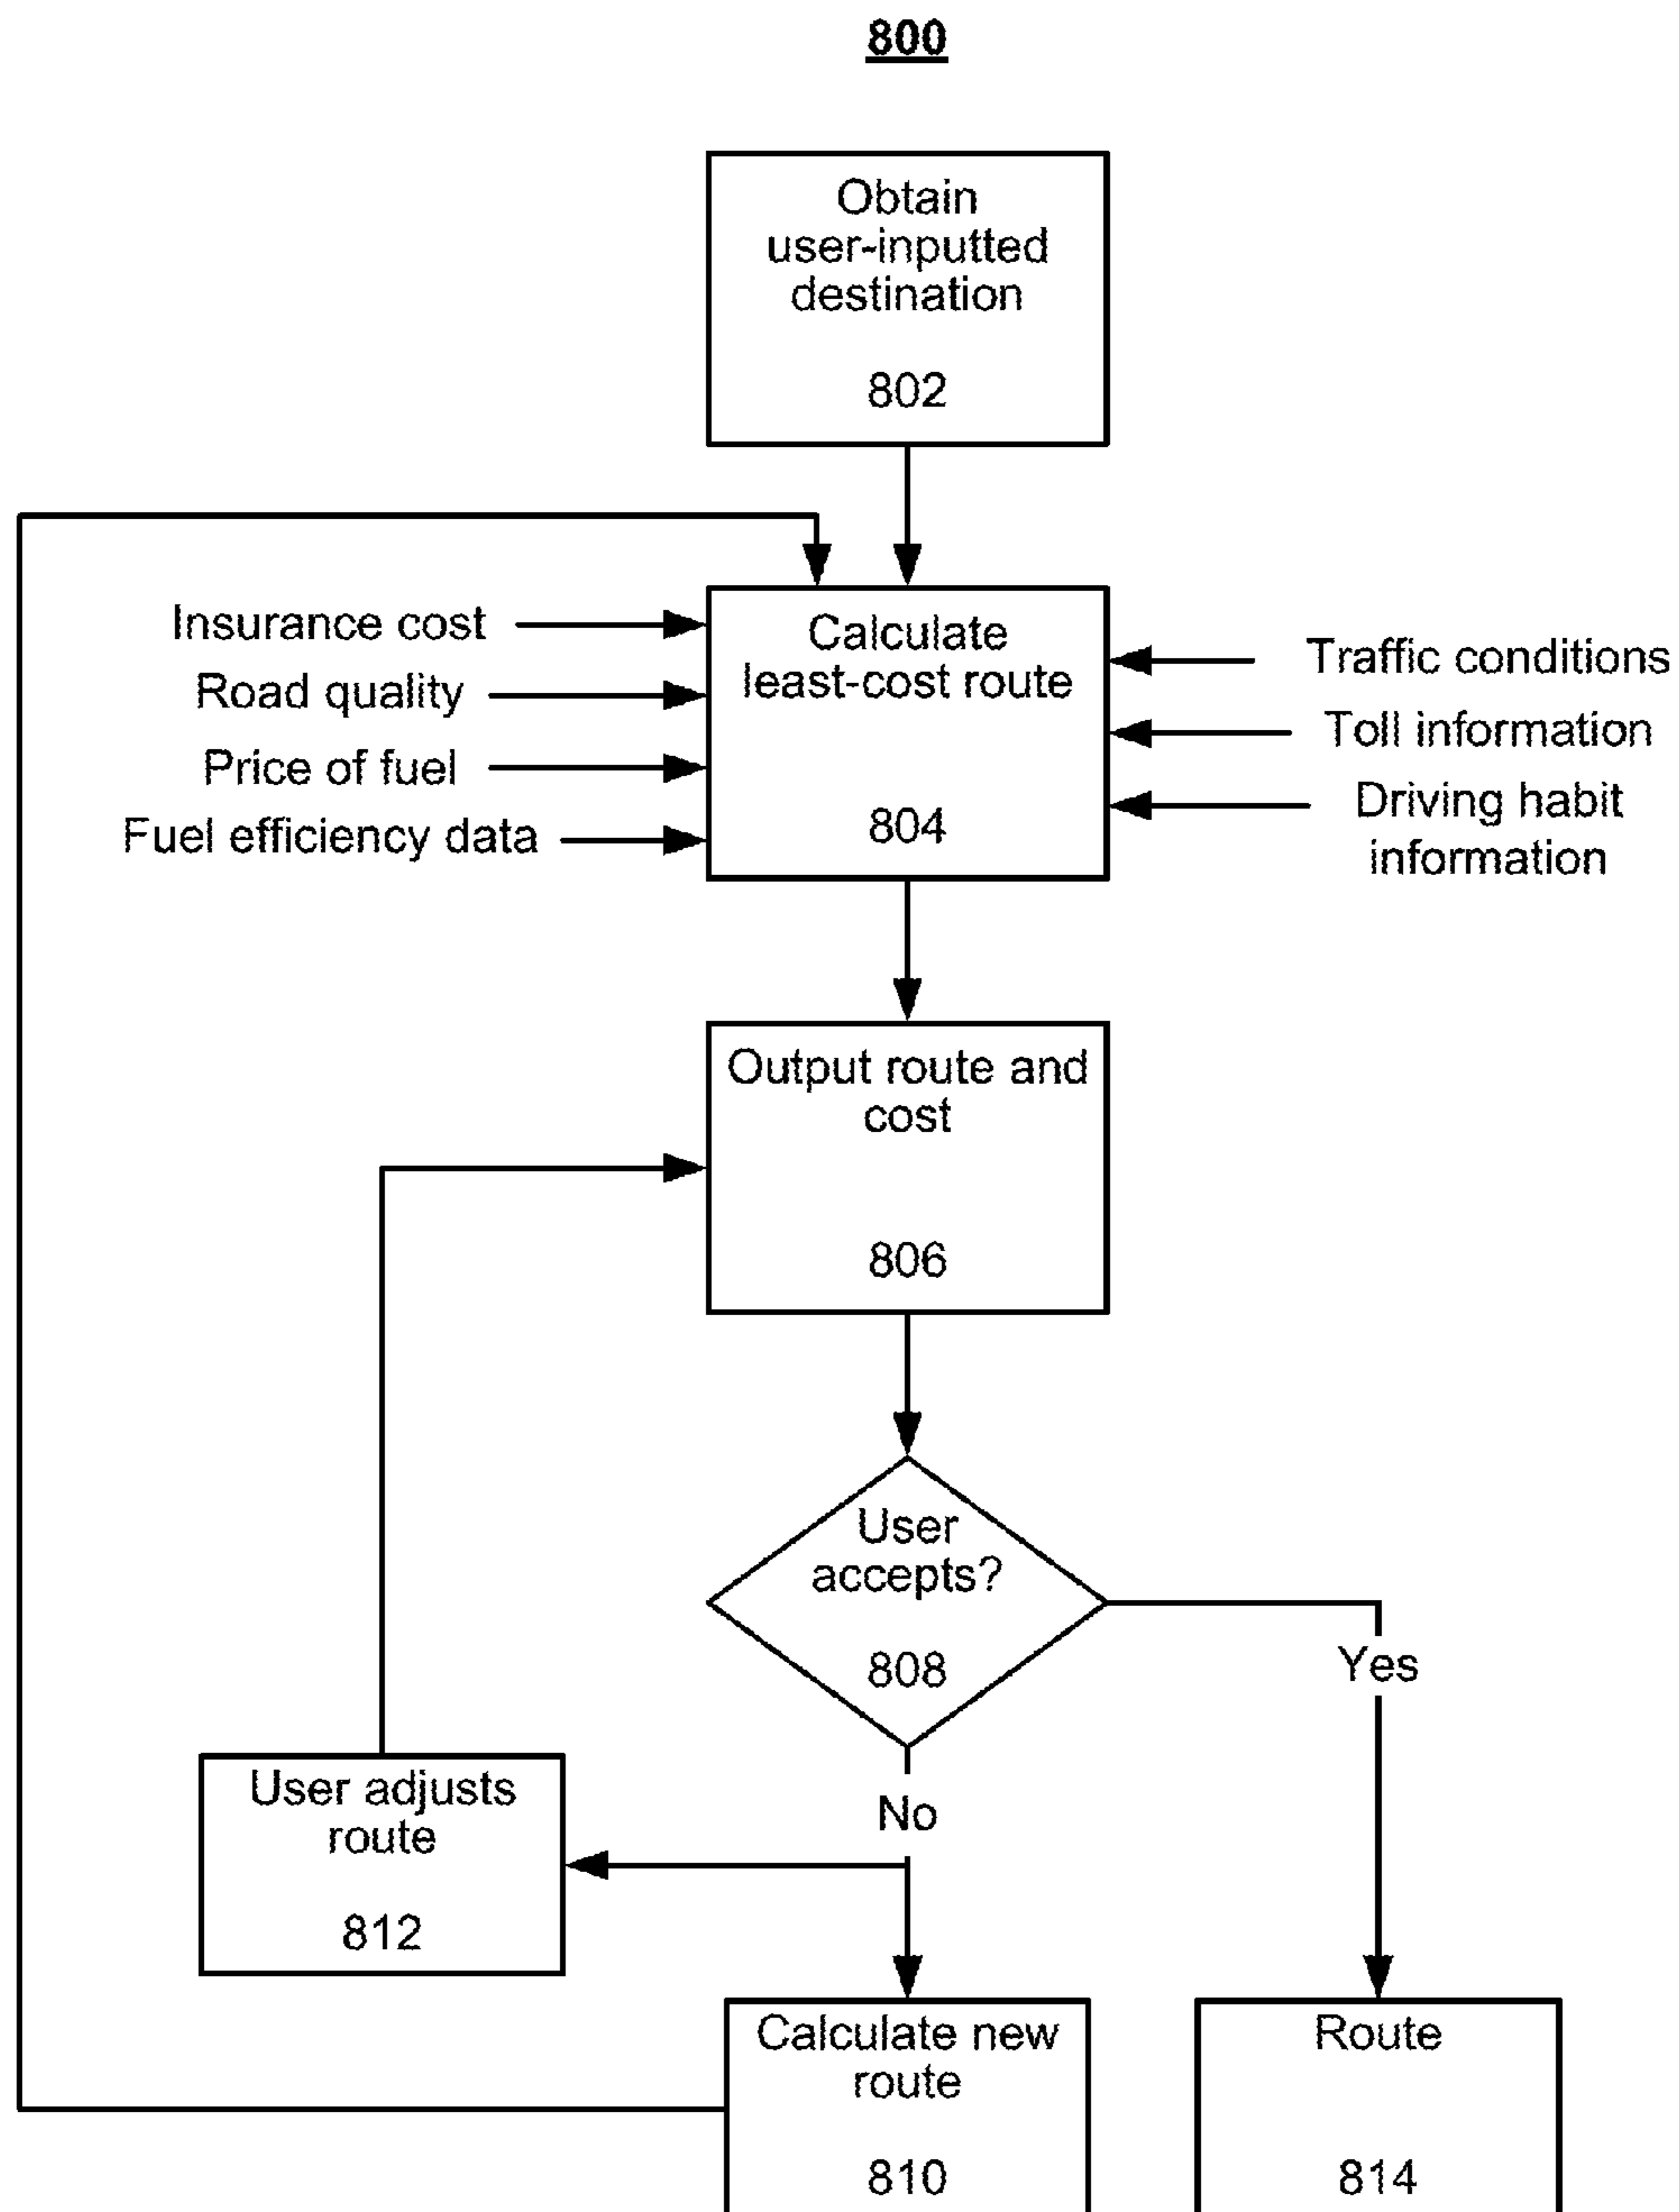 800
Obtain
user-inputted
destination
802
Insurance cost
Road quality
Price of fuel
Fuel efficiency data
Calculate
least-cost route
804
Traffic conditions
Toll information
Driving habit
information
Output route and
cost
806
User
accepts?
808
Yes
No
User adjusts
route
812
Calculate new
route
810
Route
814